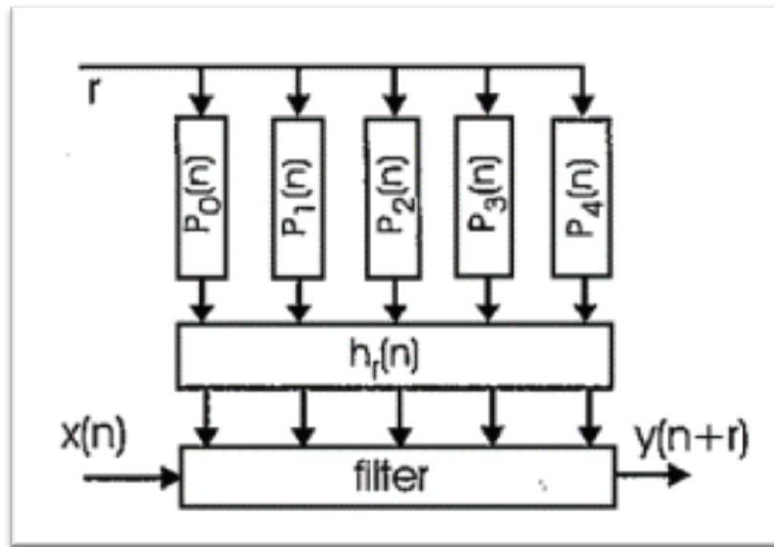 r
P₀(n)
P₁(n)
P₂(n)
P₃(n)
P₄(n)
hᵣ(n)
x(n)
y(n+r)
filter